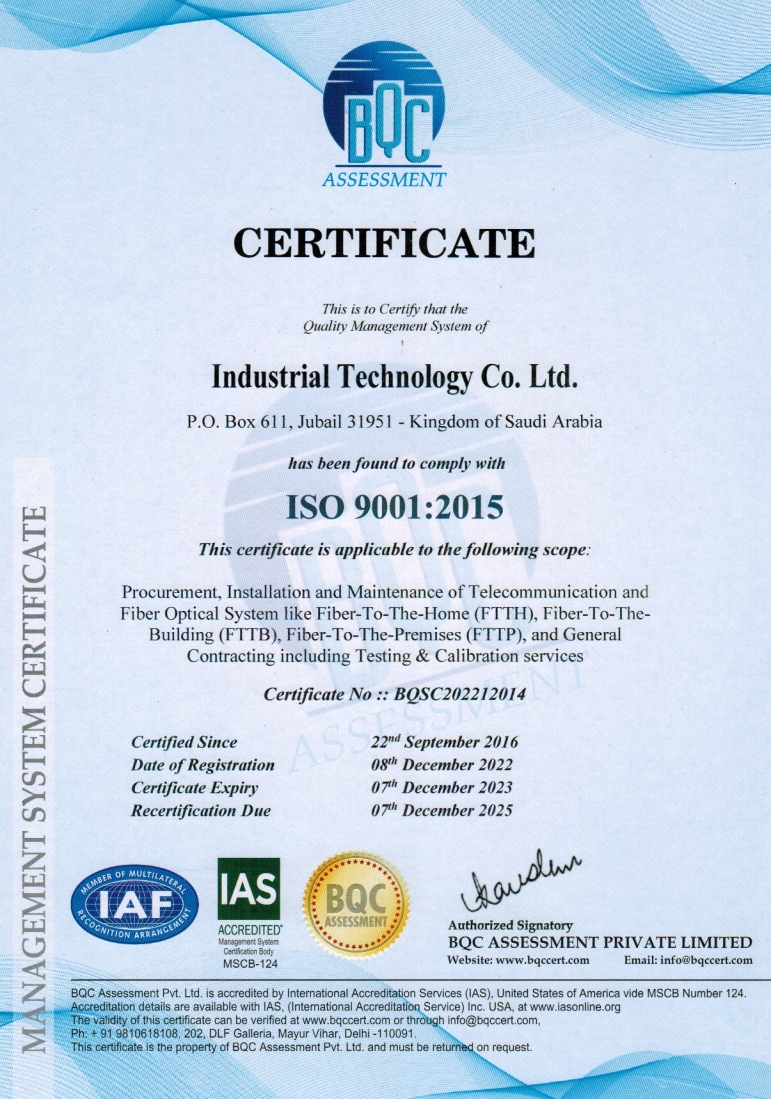 BQC
ASSESSMENT
CERTIFICATE
This is to Certify that the
Quality Management System of
Industrial Technology Co. Ltd.
P.O. Box 611, Jubail 31951 - Kingdom of Saudi Arabia
has been found to comply with
ISO 9001:2015
This certificate is applicable to the following scope:
Procurement, Installation and Maintenance of Telecommunication and
Fiber Optical System like Fiber-To-The-Home (FTTH), Fiber-To-The-
Building (FTTB), Fiber-To-The-Premises (FTTP), and General
Contracting including Testing & Calibration services
Certificate No :: BQSC202212014
BQC
ASSESSMENT
Certified Since 22nd September 2016
Date of Registration 08th December 2022
Certificate Expiry 07th December 2023
Recertification Due 07th December 2025
MANAGEMENT SYSTEM CERTIFICATE
MEMBER OF MULTILATERAL
IAF
RECOGNITION ARRANGEMENT
IAS
ACCREDITED
Management System
Certification Body
MSCB-124
BQC
ASSESSMENT
Authorized Signatory
BQC ASSESSMENT PRIVATE LIMITED
Website: www.bqccert.com Email: info@bqccert.com
BQC Assessment Pvt. Ltd. is accredited by International Accreditation Services (IAS), United States of America vide MSCB Number 124.
Accreditation details are available with IAS, (International Accreditation Service) Inc. USA, at www.iasonline.org
The validity of this certificate can be verified at www.bqccert.com or through info@bqccert.com,
Ph: + 91 9810618108, 202, DLF Galleria, Mayur Vihar, Delhi -110091.
This certificate is the property of BQC Assessment Pvt. Ltd. and must be returned on request.